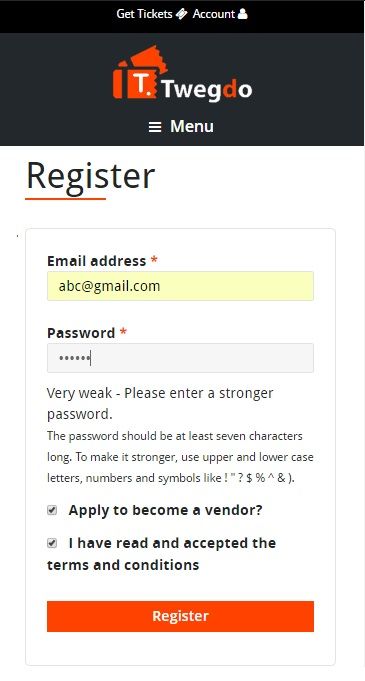 Get Tickets Account
T. Twegdo
Menu
Register
Email address *
abc@gmail.com
Password *
••••••
Very weak - Please enter a stronger
password.
The password should be at least seven characters
long. To make it stronger, use upper and lower case
letters, numbers and symbols like ! " ? $ % ^ & ).
Apply to become a vendor?
I have read and accepted the
terms and conditions
Register